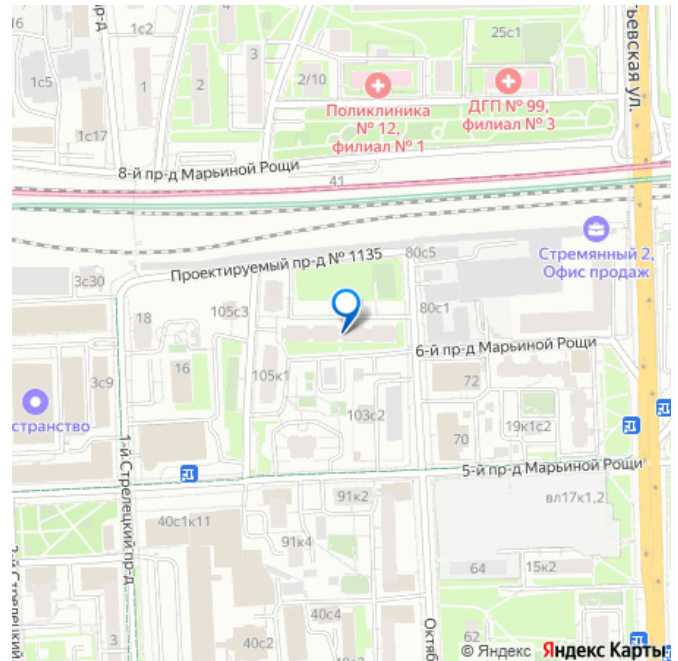 1с2
25с1
1с5
1
2
3
2/10
Поликлиника
№ 12,
филиал № 1
ДГП № 99,
филиал № 3
1с17
8-й пр-д Марьиной Рощи
41
Проектируемый пр-д № 1135
80с5
Стремянный 2,
Офис продаж
3с30
18
105с3
80с1
6-й пр-д Марьиной Рощи
16
3с9
105к1
72
странство
103с2
19к1с2
70
1-й Стрелецкий пр-д
5-й пр-д Марьиной Рощи
91к2
вл17к1,2
40с1к11
91к4
64
15к2
40с4
62
3
40с2
Октяб
© Яндекс Яндекс Карты